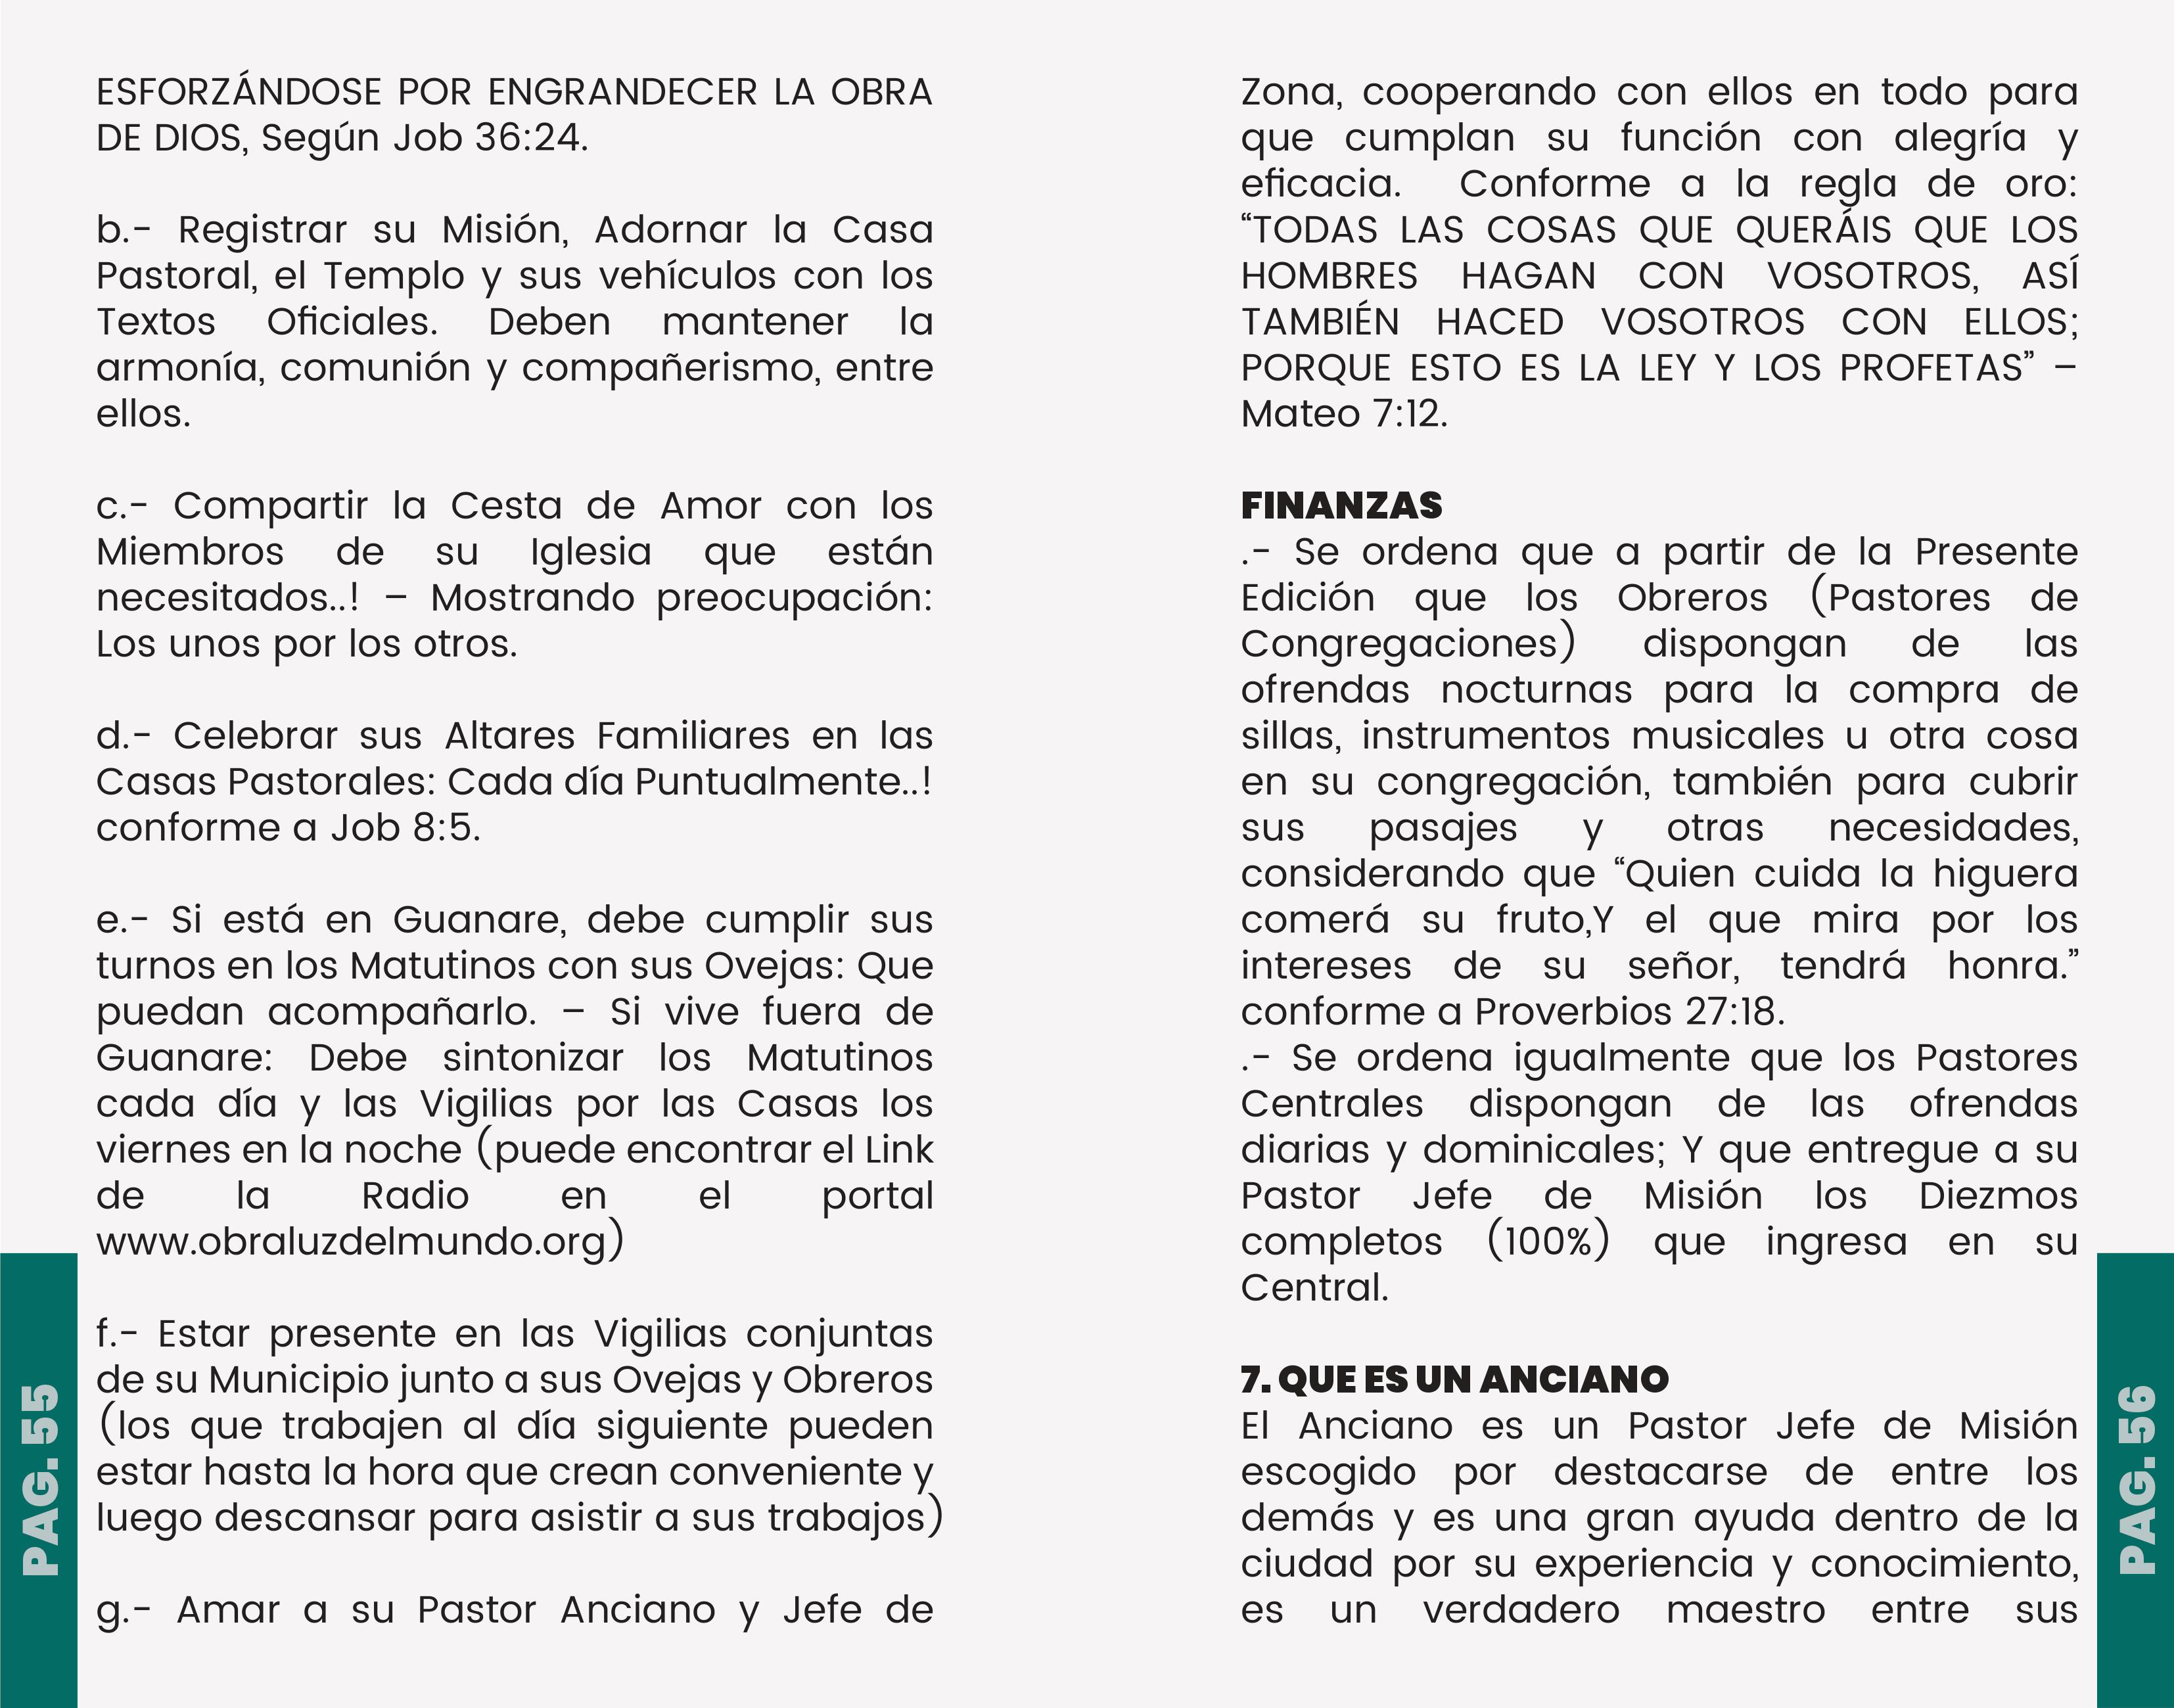 ESFORZÁNDOSE POR ENGRANDECER LA OBRA
DE DIOS, Según Job 36:24.
b.- Registrar su Misión, Adornar la Casa
Pastoral, el Templo y sus vehículos con los
Textos Oficiales. Deben mantener la
armonía, comunión y compañerismo, entre
ellos.
c.- Compartir la Cesta de Amor con los
Miembros de su Iglesia que están
necesitados..! – Mostrando preocupación:
Los unos por los otros.
d.- Celebrar sus Altares Familiares en las
Casas Pastorales: Cada día Puntualmente..!
conforme a Job 8:5.
e.- Si está en Guanare, debe cumplir sus
turnos en los Matutinos con sus Ovejas: Que
puedan acompañarlo. – Si vive fuera de
Guanare: Debe sintonizar los Matutinos
cada día y las Vigilias por las Casas los
viernes en la noche (puede encontrar el Link
de la Radio en el portal
www.obraluzdelmundo.org)
f.- Estar presente en las Vigilias conjuntas
de su Municipio junto a sus Ovejas y Obreros
(los que trabajen al día siguiente pueden
estar hasta la hora que crean conveniente y
luego descansar para asistir a sus trabajos)
g.- Amar a su Pastor Anciano y Jefe de
PAG. 55
Zona, cooperando con ellos en todo para
que cumplan su función con alegría y
eficacia. Conforme a la regla de oro:
“TODAS LAS COSAS QUE QUERÁIS QUE LOS
HOMBRES HAGAN CON VOSOTROS, ASÍ
TAMBIÉN HACED VOSOTROS CON ELLOS;
PORQUE ESTO ES LA LEY Y LOS PROFETAS” –
Mateo 7:12.
FINANZAS
.- Se ordena que a partir de la Presente
Edición que los Obreros (Pastores de
Congregaciones) dispongan de las
ofrendas nocturnas para la compra de
sillas, instrumentos musicales u otra cosa
en su congregación, también para cubrir
sus pasajes y otras necesidades,
considerando que “Quien cuida la higuera
comerá su fruto,Y el que mira por los
intereses de su señor, tendrá honra.”
conforme a Proverbios 27:18.
.- Se ordena igualmente que los Pastores
Centrales dispongan de las ofrendas
diarias y dominicales; Y que entregue a su
Pastor Jefe de Misión los Diezmos
completos (100%) que ingresa en su
Central.
7. QUE ES UN ANCIANO
El Anciano es un Pastor Jefe de Misión
escogido por destacarse de entre los
demás y es una gran ayuda dentro de la
ciudad por su experiencia y conocimiento,
es un verdadero maestro entre sus
PAG. 56